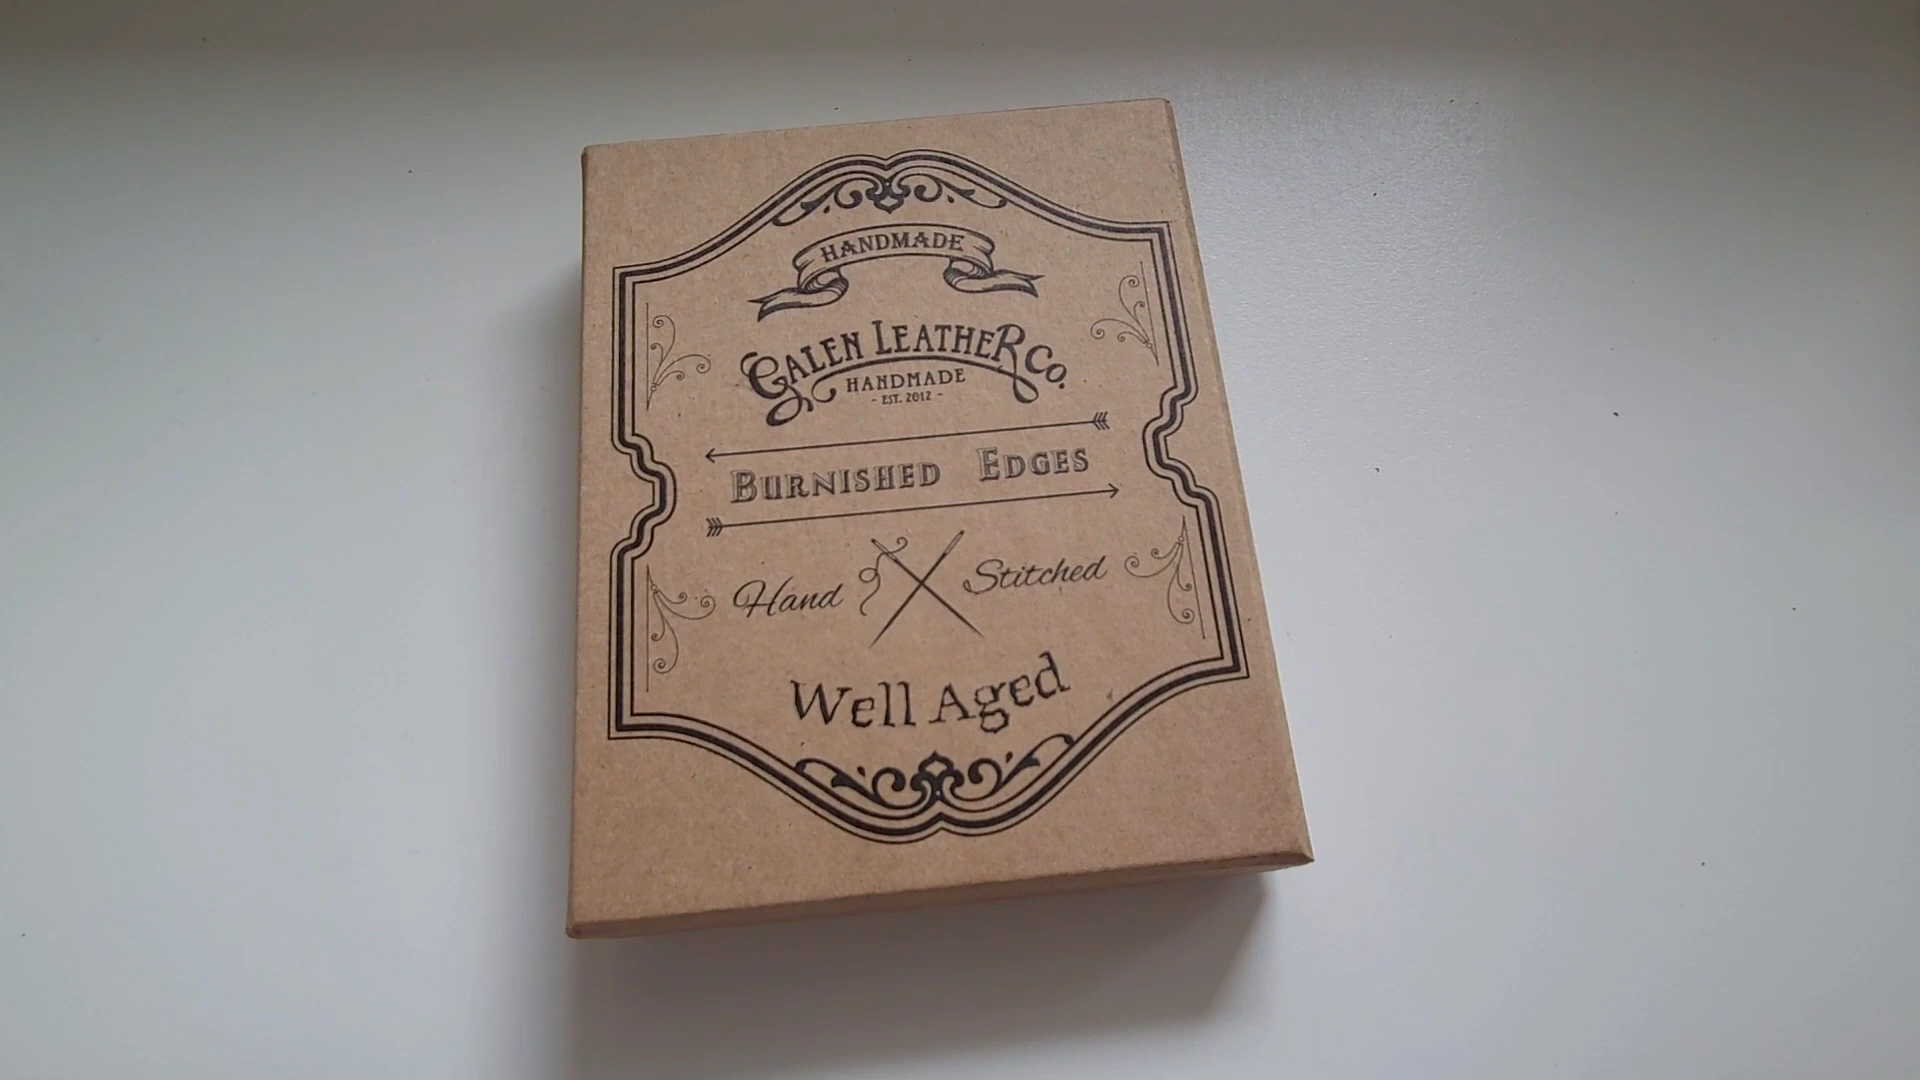 HANDMADE
GALEN LEATHER CO.
HANDMADE
- EST. 2012 -
BURNISHED EDGES
Hand Stitched
Well Aged